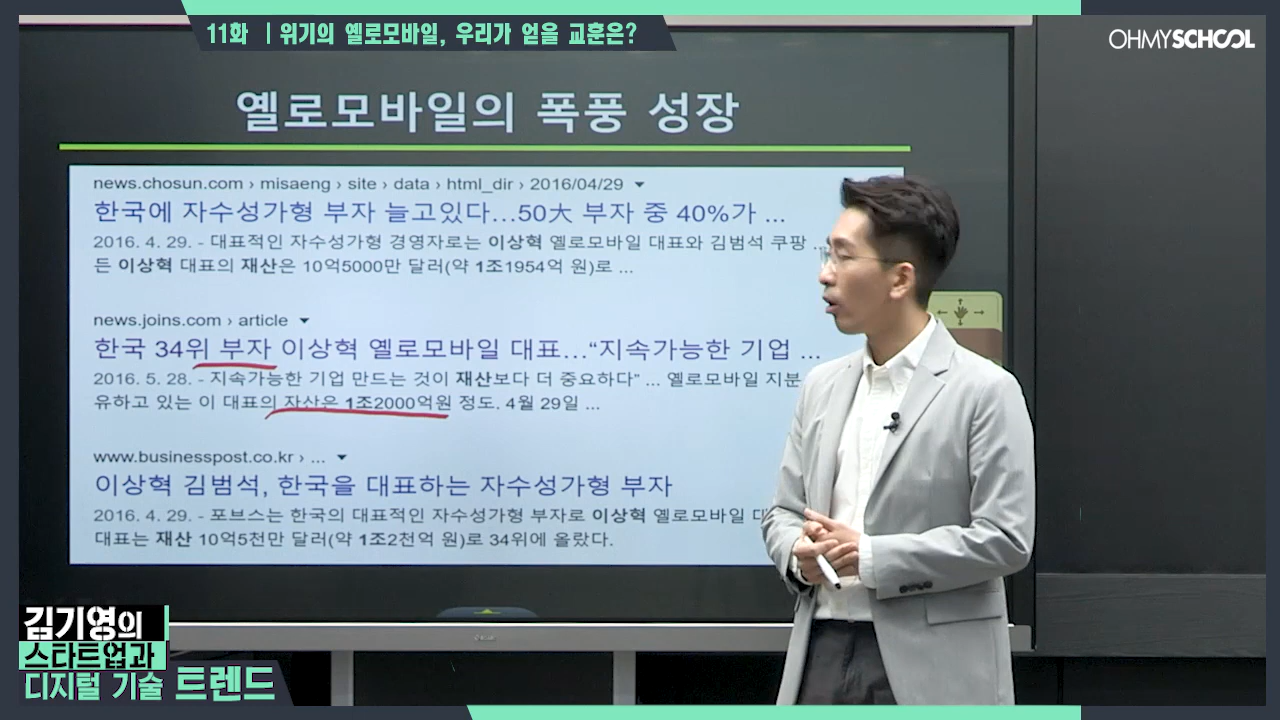 11화 | 위기의 옐로모바일, 우리가 얻을 교훈은?
OHMYSCHOOL
옐로모바일의 폭풍 성장
news.chosun.com › misaeng › site › data › html_dir › 2016/04/29
한국에 자수성가형 부자 늘고있다...50大 부자 중 40%가 ...
2016. 4. 29. - 대표적인 자수성가형 경영자로는 이상혁 옐로모바일 대표와 김범석 쿠팡 ...
든 이상혁 대표의 재산은 10억5000만 달러(약 1조1954억 원)로 ...
news.joins.com › article
한국 34위 부자 이상혁 옐로모바일 대표...“지속가능한 기업 ...
2016. 5. 28. - 지속가능한 기업 만드는 것이 재산보다 더 중요하다” ... 옐로모바일 지분
유하고 있는 이 대표의 자산은 1조2000억원 정도. 4월 29일 ...
www.businesspost.co.kr › ...
이상혁 김범석, 한국을 대표하는 자수성가형 부자
2016. 4. 29. - 포브스는 한국의 대표적인 자수성가형 부자로 이상혁 옐로모바일
대표는 재산 10억5천만 달러(약 1조2천억 원)로 34위에 올랐다.
김기영의
스타트업과
디지털 기술 트렌드